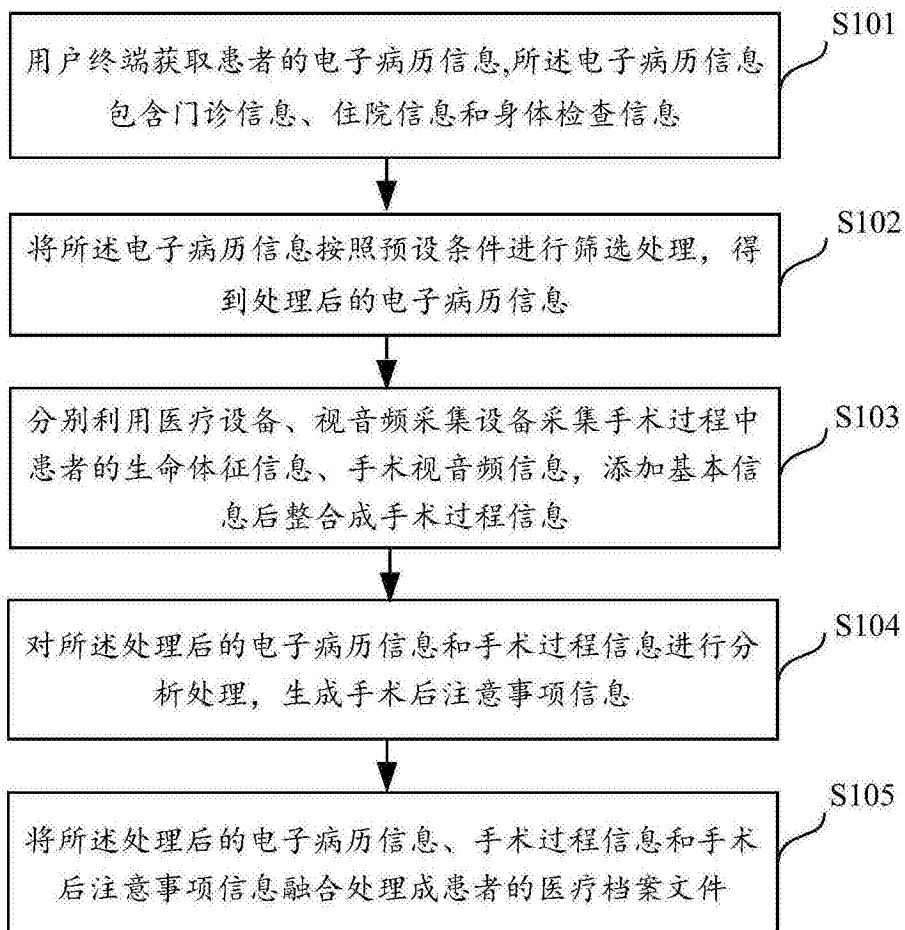 S101
用户终端获取患者的电子病历信息,所述电子病历信息
包含门诊信息、住院信息和身体检查信息
S102
将所述电子病历信息按照预设条件进行筛选处理，得
到处理后的电子病历信息
S103
分别利用医疗设备、视音频采集设备采集手术过程中
患者的生命体征信息、手术视音频信息，添加基本信
息后整合成手术过程信息
S104
对所述处理后的电子病历信息和手术过程信息进行分
析处理，生成手术后注意事项信息
S105
将所述处理后的电子病历信息、手术过程信息和手术
后注意事项信息融合处理成患者的医疗档案文件